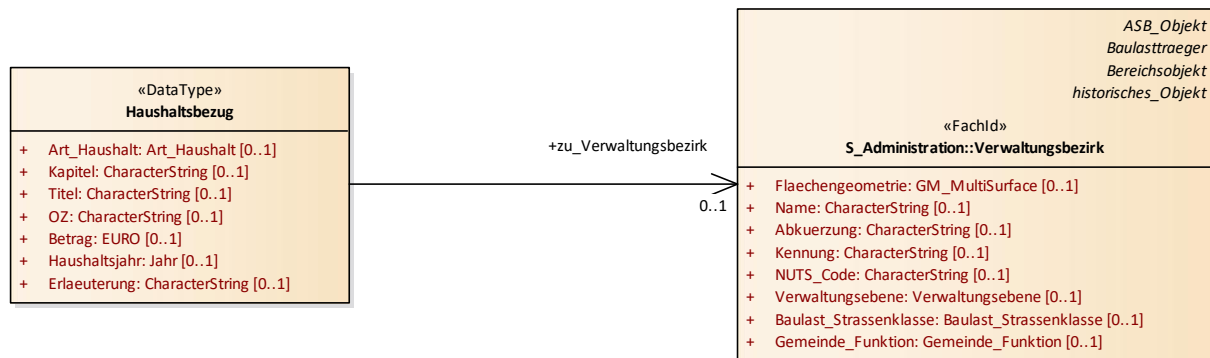 «DataType»
Haushaltsbezug
+ Art_Haushalt: Art_Haushalt [0..1]
+ Kapitel: CharacterString [0..1]
+ Titel: CharacterString [0..1]
+ OZ: CharacterString [0..1]
+ Betrag: EURO [0..1]
+ Haushaltsjahr: Jahr [0..1]
+ Erlaeuterung: CharacterString [0..1]
+zu_Verwaltungsbezirk
0..1
ASB_Objekt
Baulasttraeger
Bereichsobjekt
historisches_Objekt
«FachId»
S_Administration::Verwaltungsbezirk
+ Flaechengeometrie: GM_MultiSurface [0..1]
+ Name: CharacterString [0..1]
+ Abkuerzung: CharacterString [0..1]
+ Kennung: CharacterString [0..1]
+ NUTS_Code: CharacterString [0..1]
+ Verwaltungsebene: Verwaltungsebene [0..1]
+ Baulast_Strassenklasse: Baulast_Strassenklasse [0..1]
+ Gemeinde_Funktion: Gemeinde_Funktion [0..1]